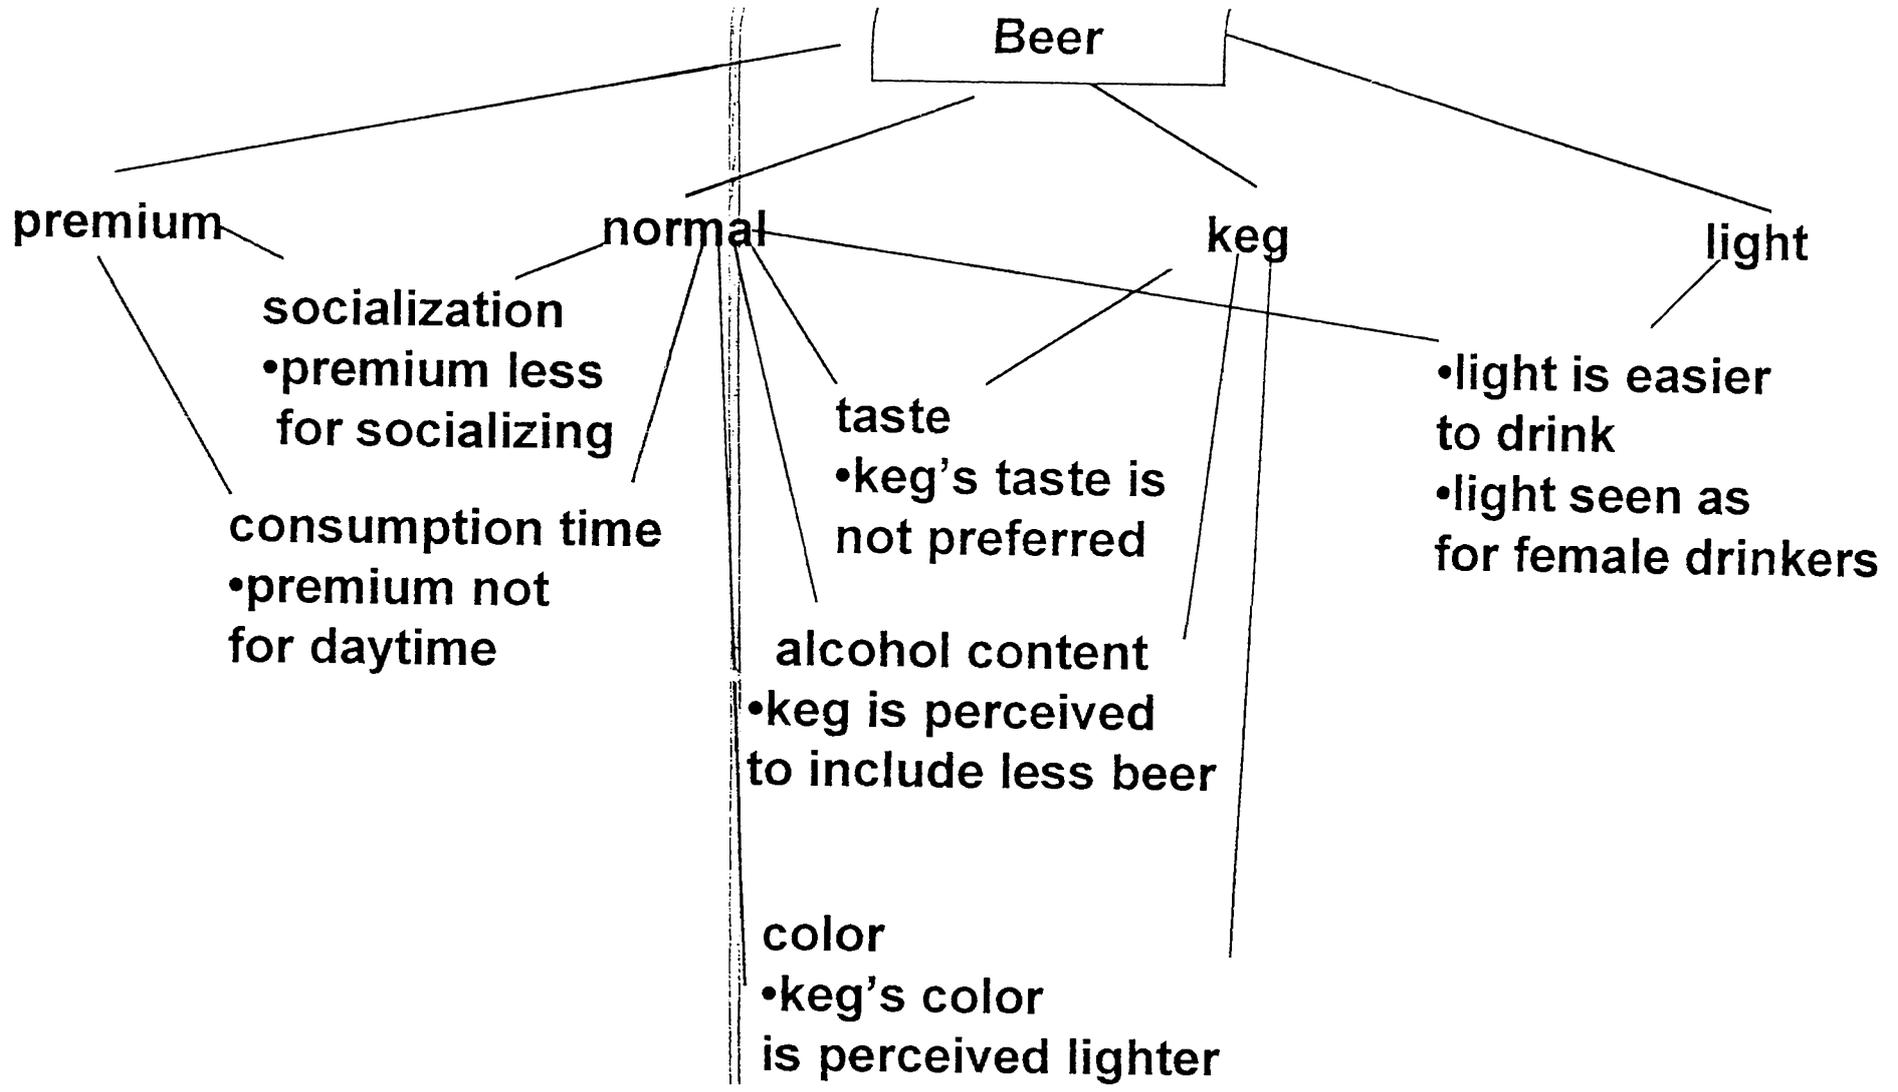 Beer
premium
normal
keg
light
socialization
•premium less
for socializing
consumption time
•premium not
for daytime
taste
•keg’s taste is
not preferred
alcohol content
•keg is perceived
to include less beer
color
•keg’s color
is perceived lighter
•light is easier
to drink
•light seen as
for female drinkers